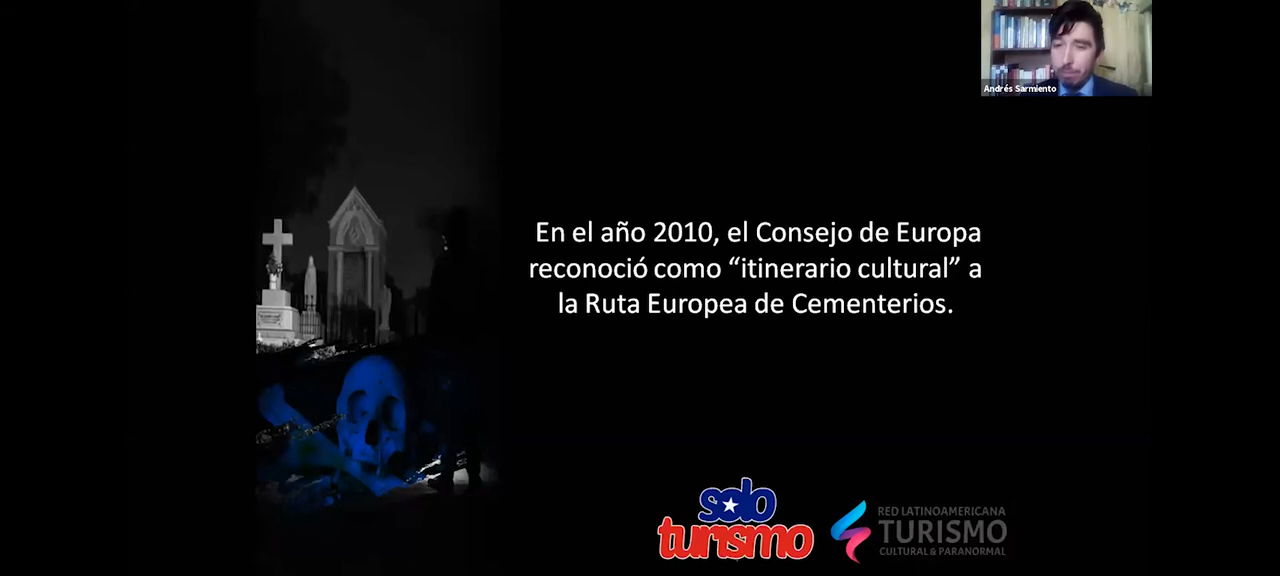 Andrés Sarmiento
En el año 2010, el Consejo de Europa
reconoció como “itinerario cultural” a
la Ruta Europea de Cementerios.
solo
turismo
RED LATINOAMERICANA
TURISMO
CULTURAL & PARANORMAL